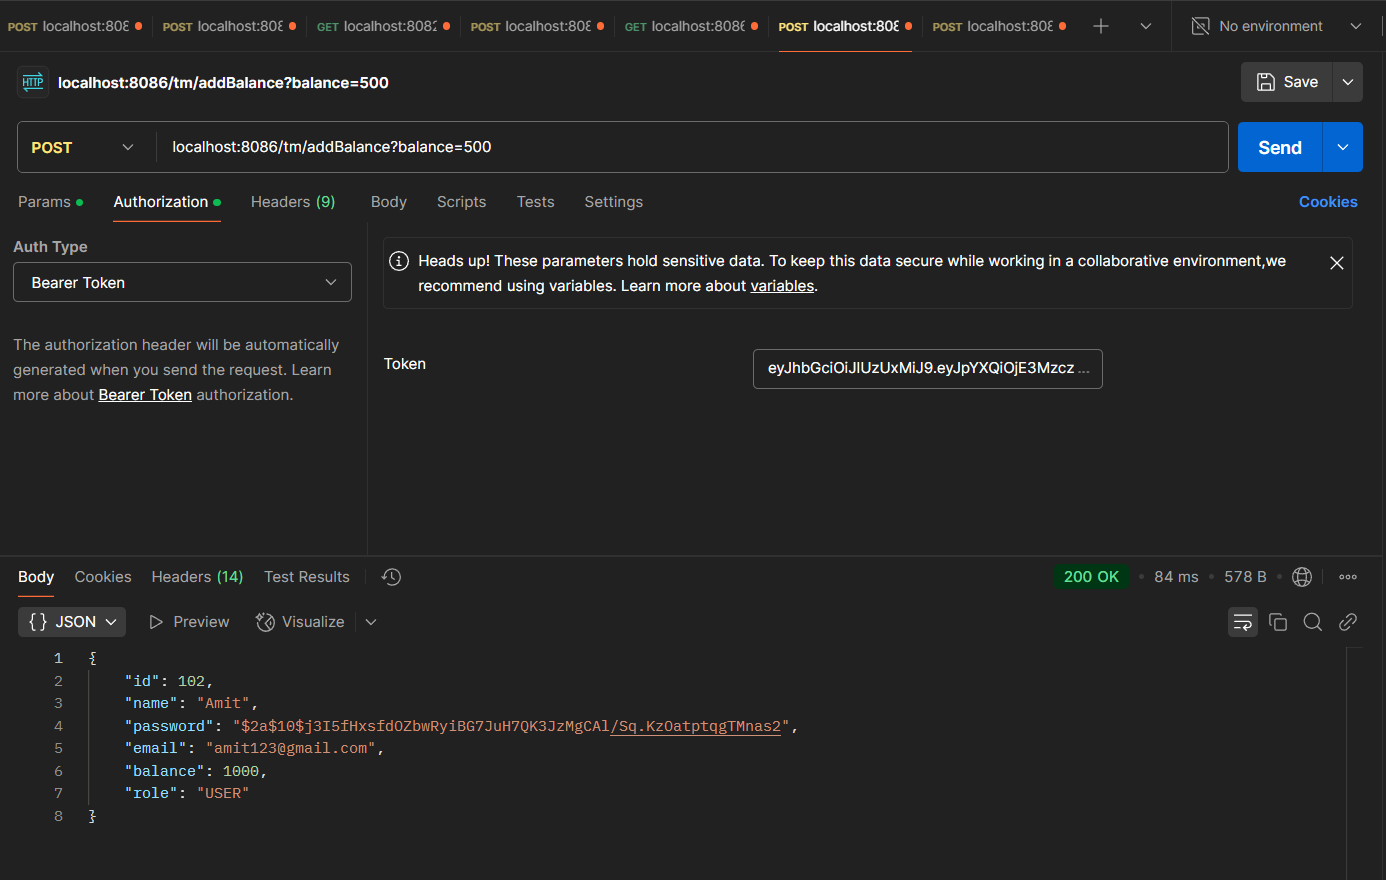 POST localhost:808 POST localhost:808 GET localhost:8082 POST localhost:808 GET localhost:8086 POST localhost:808 POST localhost:808 No environment
HTTP localhost:8086/tm/addBalance?balance=500 Save
POST localhost:8086/tm/addBalance?balance=500 Send
Params Authorization Headers (9) Body Scripts Tests Settings Cookies
Auth Type
Bearer Token
The authorization header will be automatically
generated when you send the request. Learn
more about Bearer Token authorization.
Heads up! These parameters hold sensitive data. To keep this data secure while working in a collaborative environment,we
recommend using variables. Learn more about variables.
Token eyJhbGciOiJIUzUxMiJ9.eyJpYXQiOjE3Mzcz ...
Body Cookies Headers (14) Test Results 200 OK 84 ms 578 B
{} JSON Preview Visualize
1 {
2 "id": 102,
3 "name": "Amit",
4 "password": "$2a$10$j3I5fHxsfdOZbwRyiBG7JuH7QK3JzMgCAl/Sq.KzOatptqgTMnas2",
5 "email": "amit123@gmail.com",
6 "balance": 1000,
7 "role": "USER"
8 }